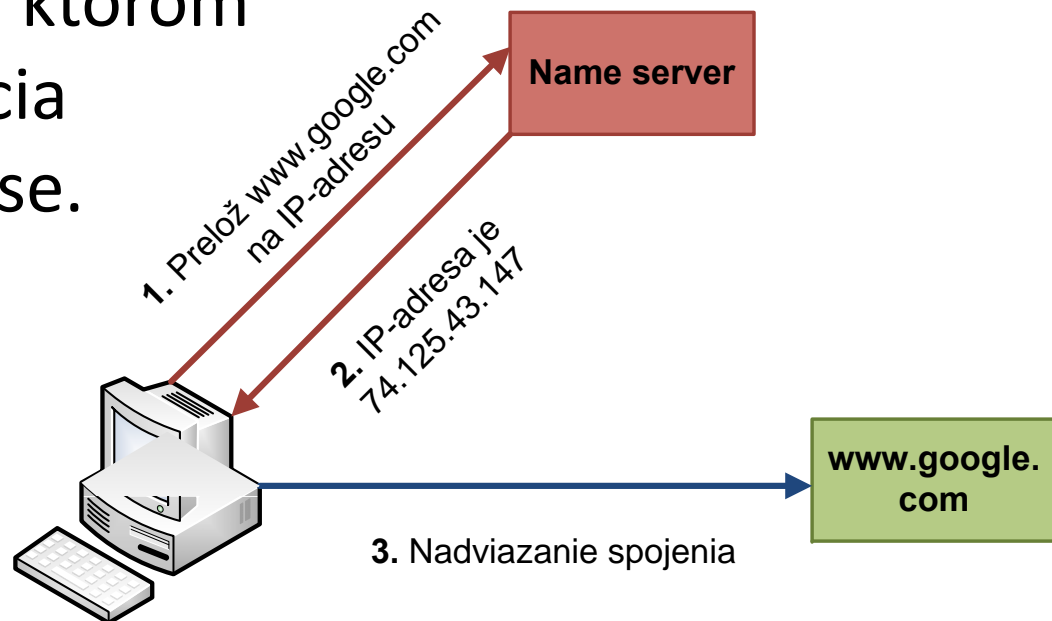 ktorom
cia
se.
Name server
1. Prelož www.google.com
na IP-adresu
2. IP-adresa je
74.125.43.147
www.google.
com
3. Nadviazanie spojenia